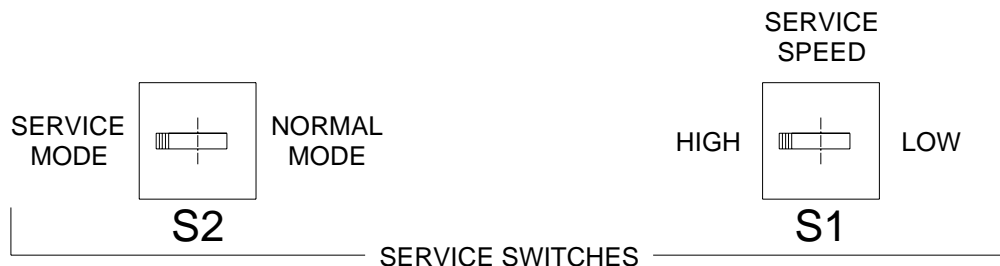 SERVICE
SPEED
SERVICE
MODE
NORMAL
MODE
HIGH
LOW
S2
S1
SERVICE SWITCHES